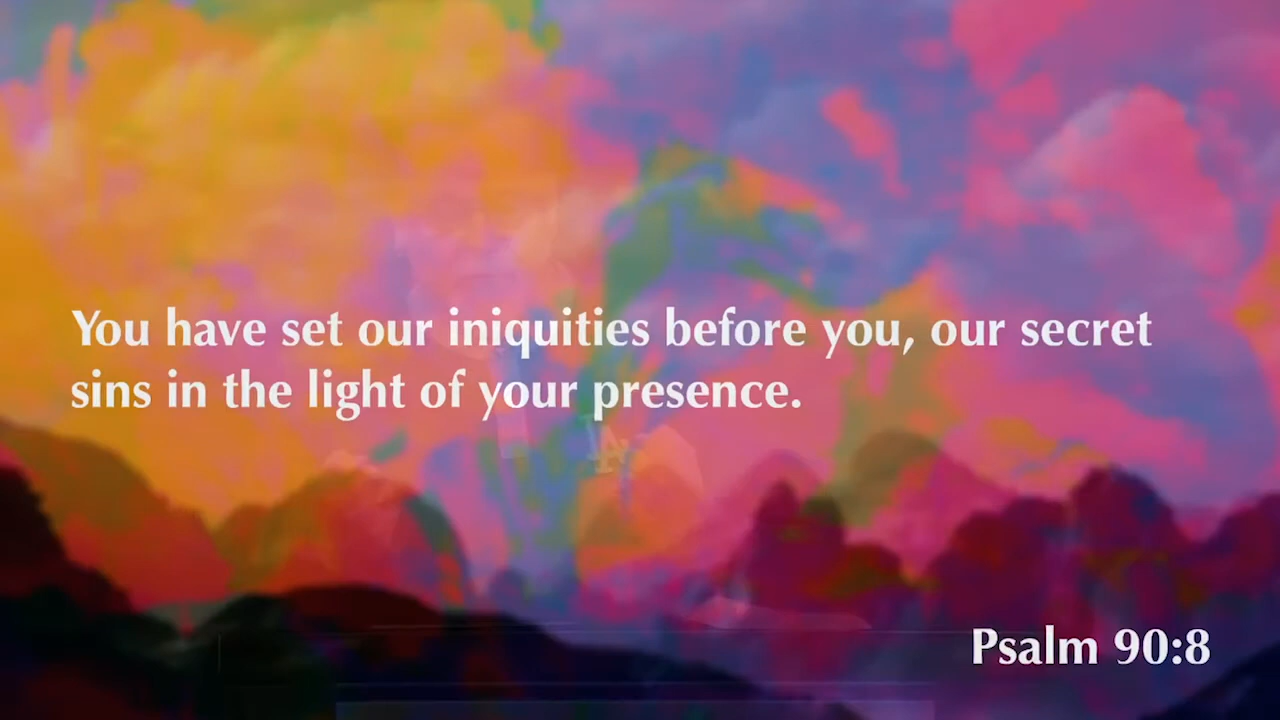 You have set our iniquities before you, our secret
sins in the light of your presence.
Psalm 90:8